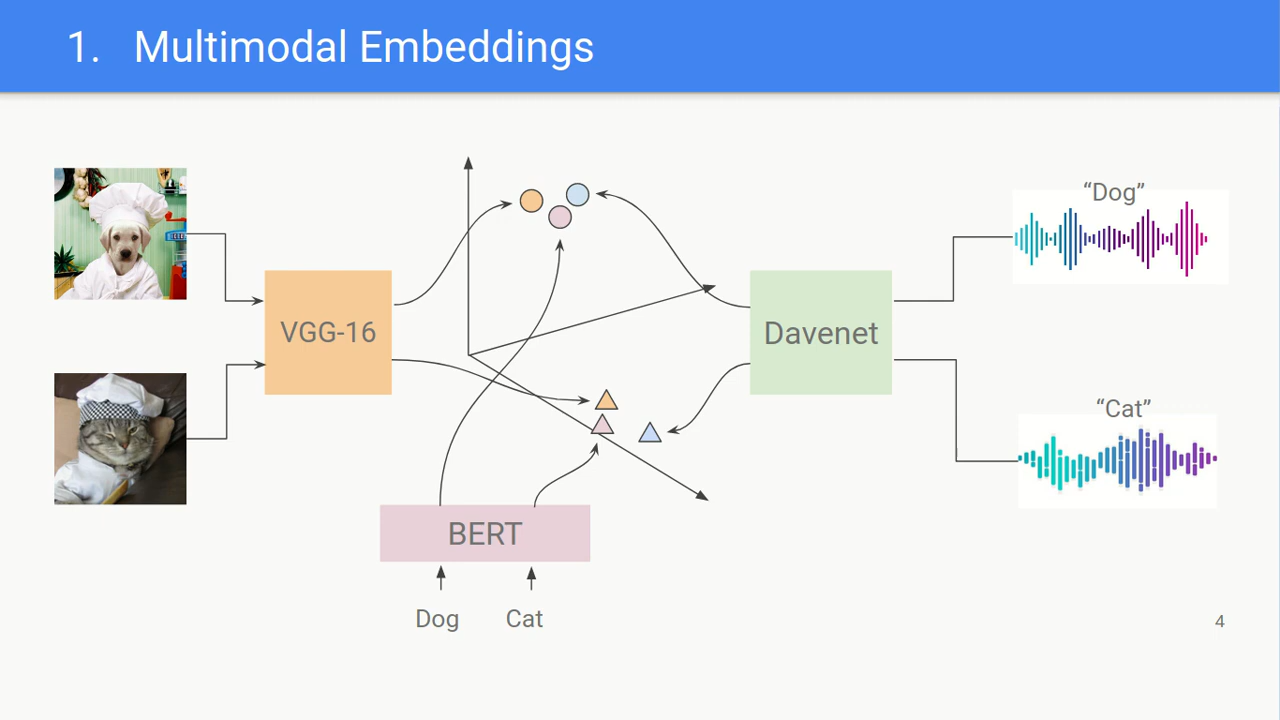 1. Multimodal Embeddings
“Dog”
VGG-16
Davenet
“Cat”
BERT
Dog
Cat
4